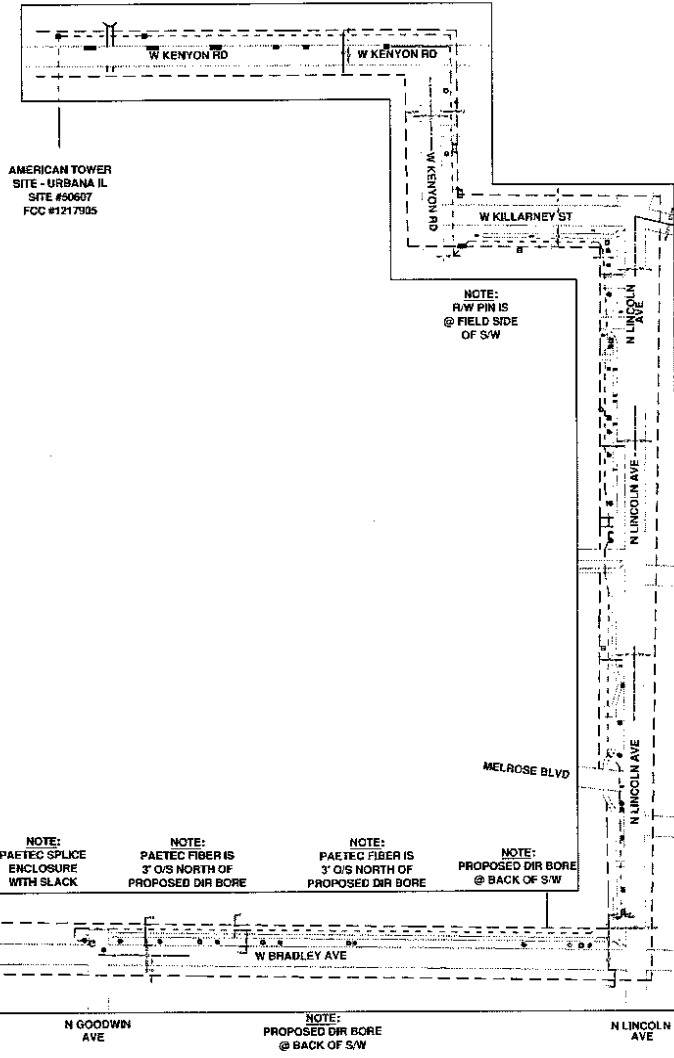 W KENYON RD
W KENYON RD
AMERICAN TOWER
SITE - URBANA IL
SITE #50607
FCC #1217935
W KENYON RD
W KILLARNEY ST
NOTE:
R/W PIN IS
@ FIELD SIDE
OF S/W
N LINCOLN
AVE
N LINCOLN AVE
MELROSE BLVD
N LINCOLN AVE
NOTE:
PAETEC SPLICE
ENCLOSURE
WITH SLACK
NOTE:
PAETEC FIBER IS
3' O/S NORTH OF
PROPOSED DIR BORE
NOTE:
PAETEC FIBER IS
3' O/S NORTH OF
PROPOSED DIR BORE
NOTE:
PROPOSED DIR BORE
@ BACK OF S/W
W BRADLEY AVE
N GOODWIN
AVE
NOTE:
PROPOSED DIR BORE
@ BACK OF S/W
N LINCOLN
AVE